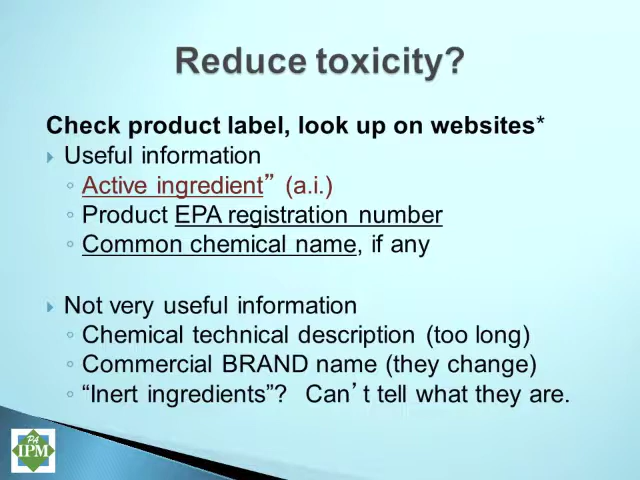 Reduce toxicity?
Check product label, look up on websites*
Useful information
Active ingredient” (a.i.)
Product EPA registration number
Common chemical name, if any
Not very useful information
Chemical technical description (too long)
Commercial BRAND name (they change)
“Inert ingredients”? Can’t tell what they are.
PA
IPM